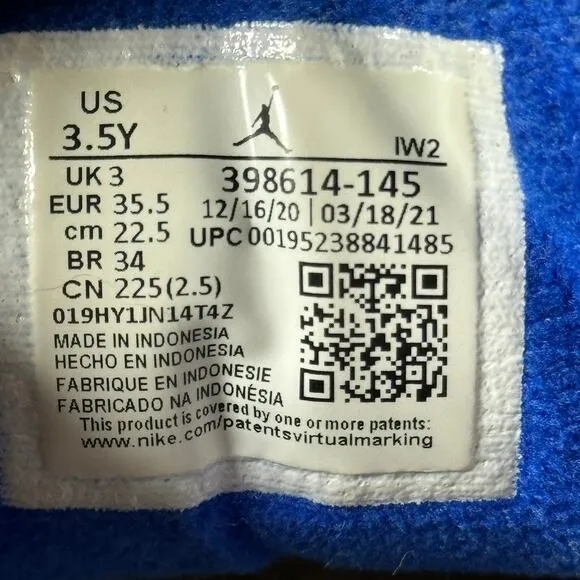 US
3.5Y
IW2
UK 3
398614-145
EUR 35.5
12/16/20 | 03/18/21
cm 22.5
UPC 00195238841485
BR 34
CN 225 (2.5)
019HY1JN14T4Z
MADE IN INDONESIA
HECHO EN INDONESIA
FABRIQUE EN INDONESIE
FABRICADO NA INDONÉSIA
This product is covered by one or more patents:
www.nike.com/patentsvirtualmarking